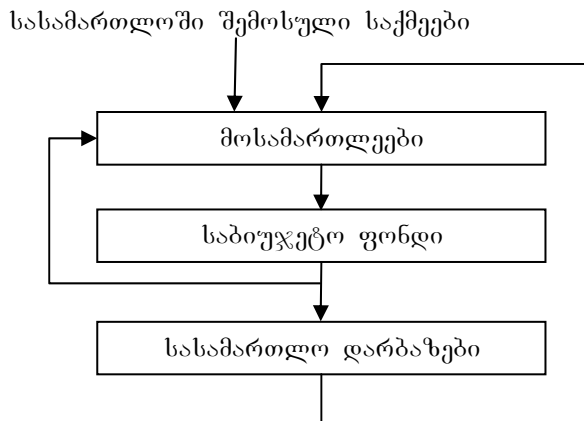 სასამართლოში შემოსული საქმეები
მოსამართლეები
საბიუჯეტო ფონდი
სასამართლო დარბაზები